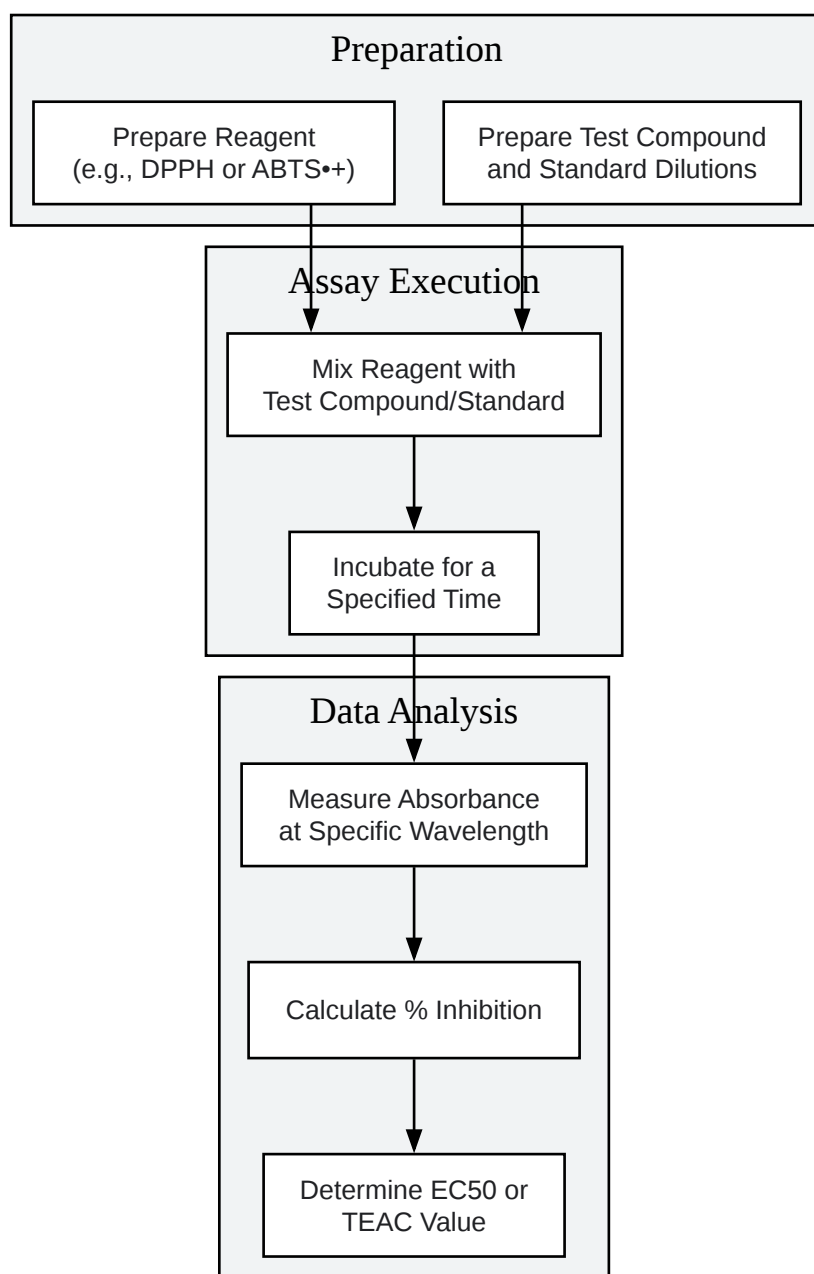 Preparation
Prepare Reagent
(e.g., DPPH or ABTS•+)
Prepare Test Compound
and Standard Dilutions
Assay Execution
Mix Reagent with
Test Compound/Standard
Incubate for a
Specified Time
Data Analysis
Measure Absorbance
at Specific Wavelength
Calculate % Inhibition
Determine EC50 or
TEAC Value